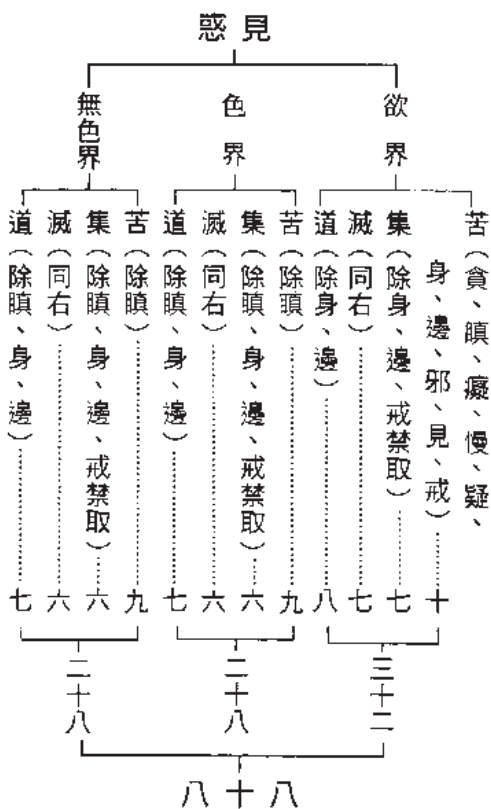 見惑
欲界
苦（貪、瞋、癡、慢、疑、
身、邊、邪、見、戒）……十
集（除身、邊、戒禁取）……七
滅（同右）……七
道（除身、邊）……八
三十二
色界
苦（除瞋）……九
集（除瞋、身、邊、戒禁取）……六
滅（同右）……六
道（除瞋、身、邊）……七
二十八
無色界
苦（除瞋）……九
集（除瞋、身、邊、戒禁取）……六
滅（同右）……六
道（除瞋、身、邊）……七
二十八
八十八